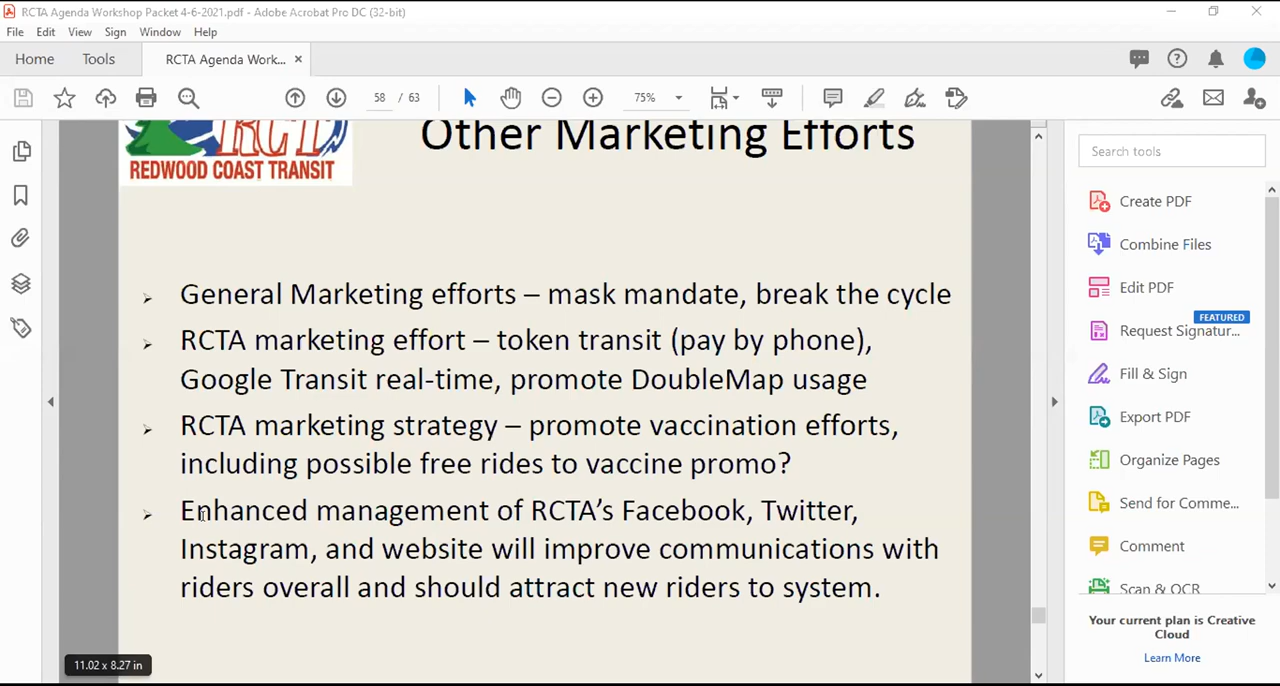 RCTA Agenda Workshop Packet 4-6-2021.pdf - Adobe Acrobat Pro DC (32-bit)
File Edit View Sign Window Help
Home Tools RCTA Agenda Work... ×
58 / 63 75%
Other Marketing Efforts
RCT
REDWOOD COAST TRANSIT
General Marketing efforts – mask mandate, break the cycle
RCTA marketing effort – token transit (pay by phone),
Google Transit real-time, promote DoubleMap usage
RCTA marketing strategy – promote vaccination efforts,
including possible free rides to vaccine promo?
Enhanced management of RCTA’s Facebook, Twitter,
Instagram, and website will improve communications with
riders overall and should attract new riders to system.
11.02 x 8.27 in
Search tools
Create PDF
Combine Files
Edit PDF
FEATURED
Request Signatur...
Fill & Sign
Export PDF
Organize Pages
Send for Comme...
Comment
Scan & OCR
Your current plan is Creative
Cloud
Learn More